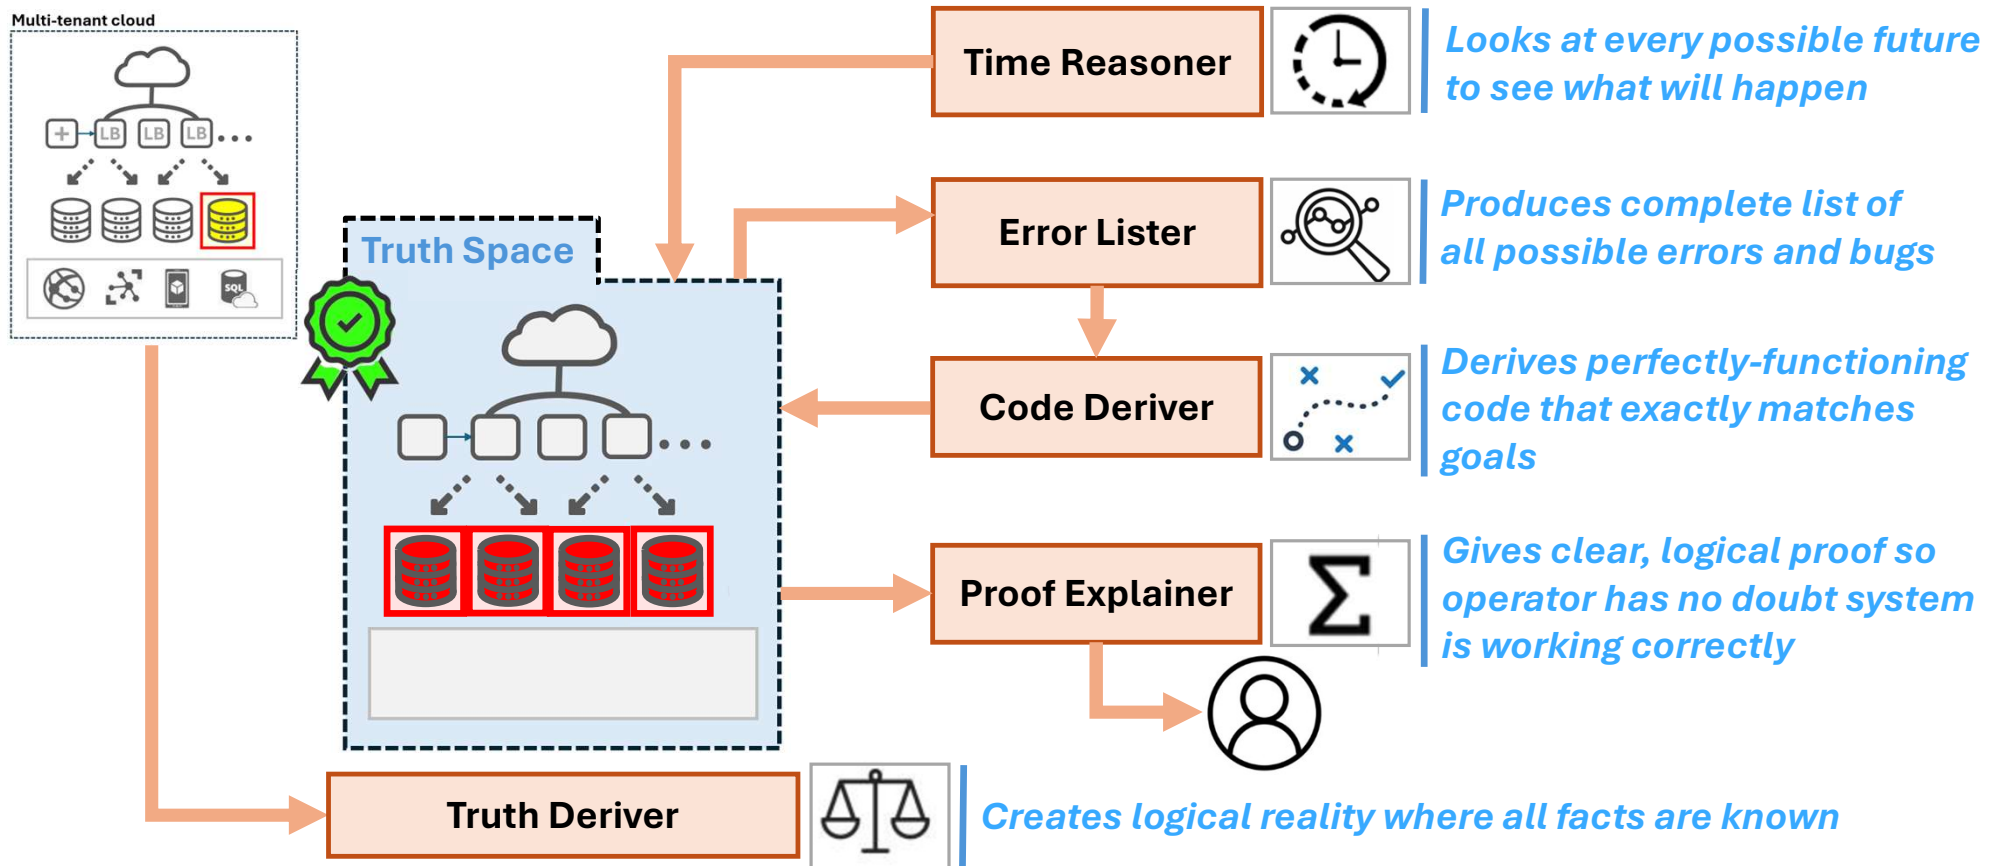 Multi-tenant cloud
+
LB
LB
LB
...
SQL
Time Reasoner
Looks at every possible future
to see what will happen
Truth Space
Error Lister
Produces complete list of
all possible errors and bugs
...
Code Deriver
Derives perfectly-functioning
code that exactly matches
goals
Proof Explainer
Σ
Gives clear, logical proof so
operator has no doubt system
is working correctly
Truth Deriver
Creates logical reality where all facts are known